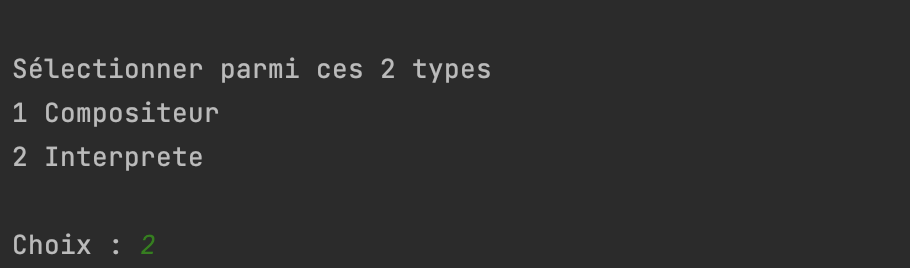 Sélectionner parmi ces 2 types
1 Compositeur
2 Interprete
Choix : 2